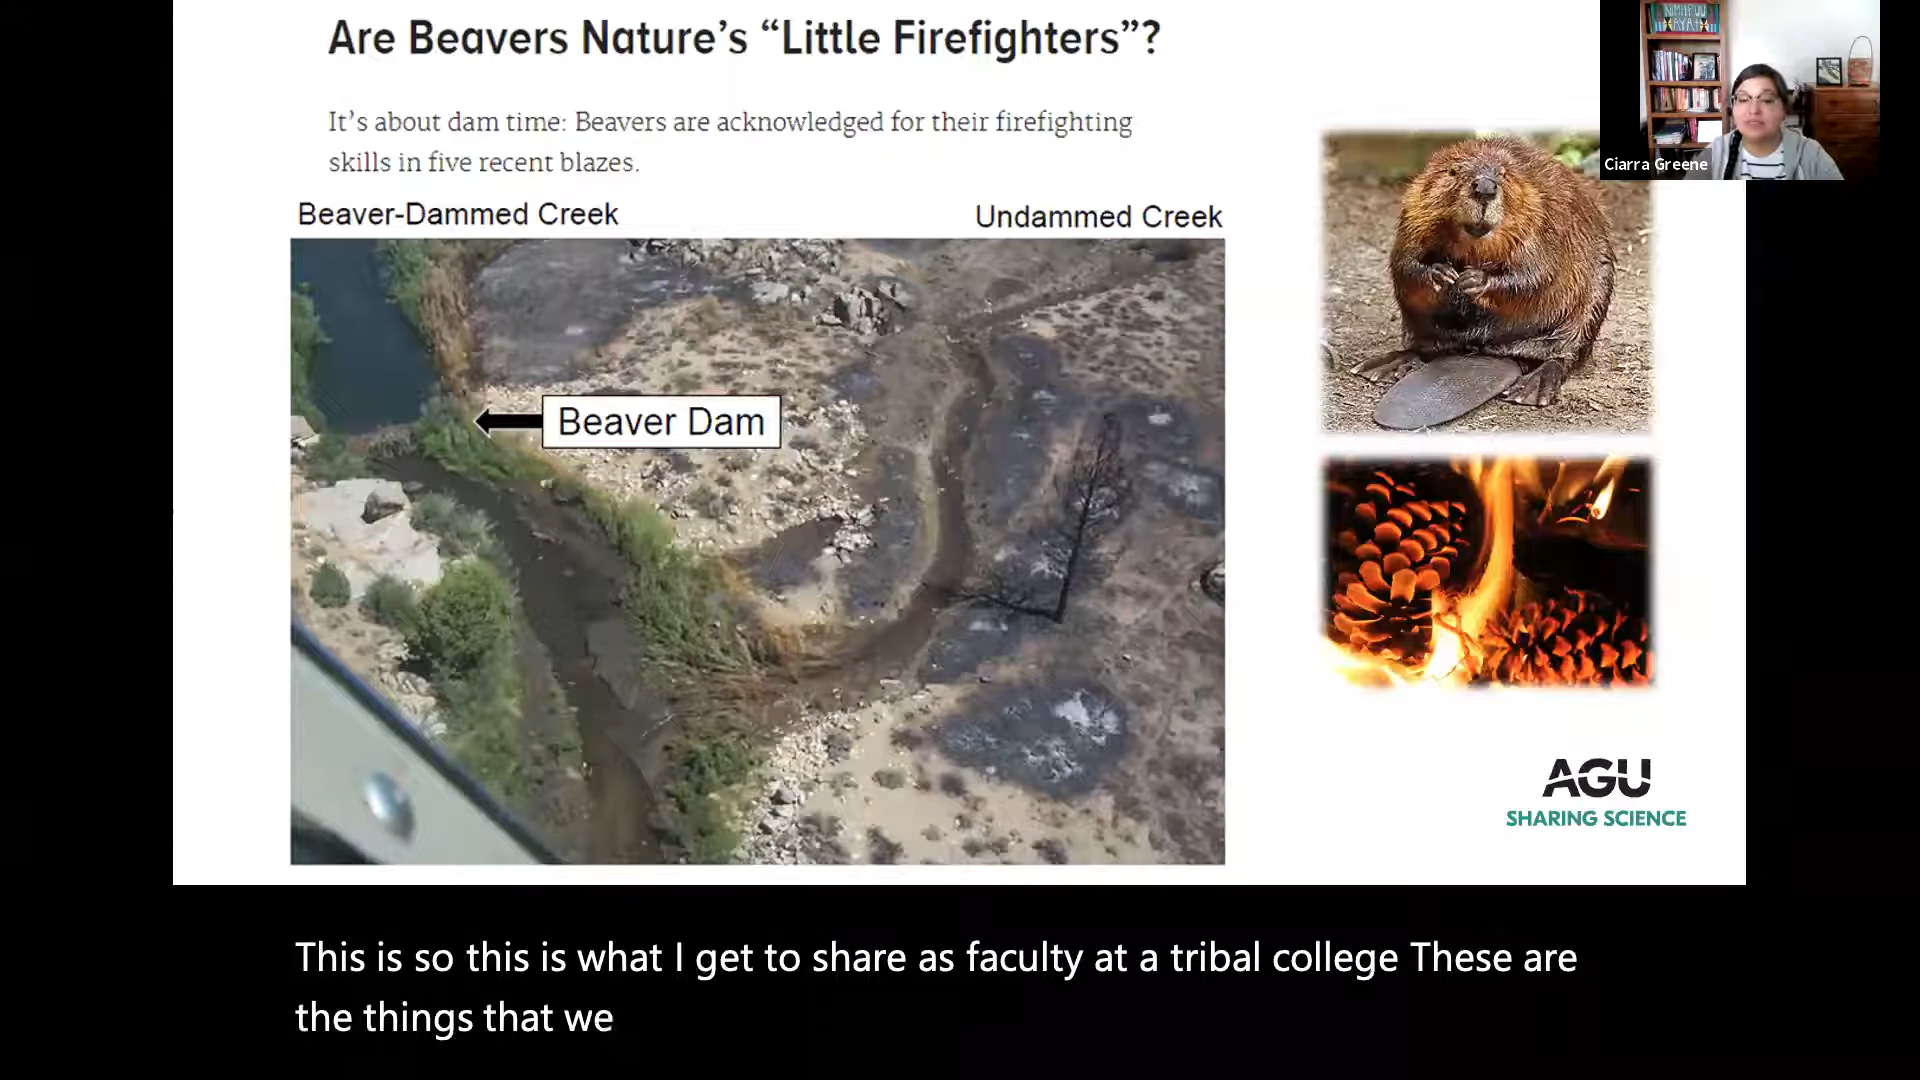 Are Beavers Nature’s “Little Firefighters”?
It’s about dam time: Beavers are acknowledged for their firefighting
skills in five recent blazes.
Beaver-Dammed Creek
Undammed Creek
Beaver Dam
NIMIIPUU
Ciarra Greene
AGU
SHARING SCIENCE
This is so this is what I get to share as faculty at a tribal college These are
the things that we